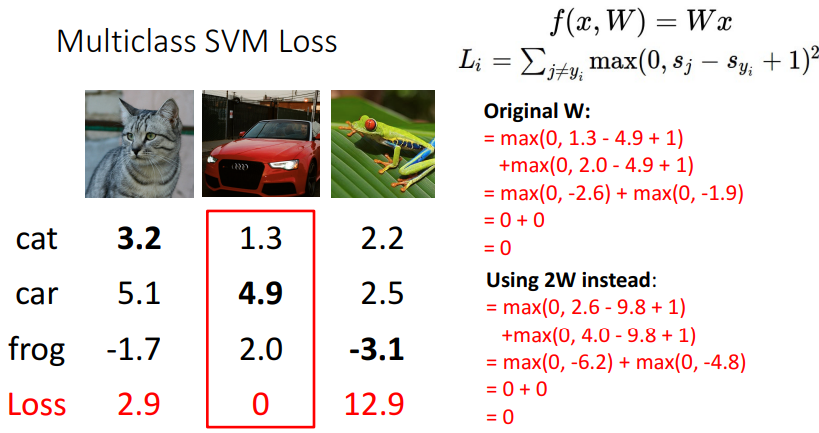 Multiclass SVM Loss
f(x, W) = Wx
L_i = ∑_{j≠y_i} max(0, s_j − s_{y_i} + 1)²
cat 3.2 1.3 2.2
car 5.1 4.9 2.5
frog -1.7 2.0 -3.1
Loss 2.9 0 12.9
Original W:
= max(0, 1.3 - 4.9 + 1)
+max(0, 2.0 - 4.9 + 1)
= max(0, -2.6) + max(0, -1.9)
= 0 + 0
= 0
Using 2W instead:
= max(0, 2.6 - 9.8 + 1)
+max(0, 4.0 - 9.8 + 1)
= max(0, -6.2) + max(0, -4.8)
= 0 + 0
= 0